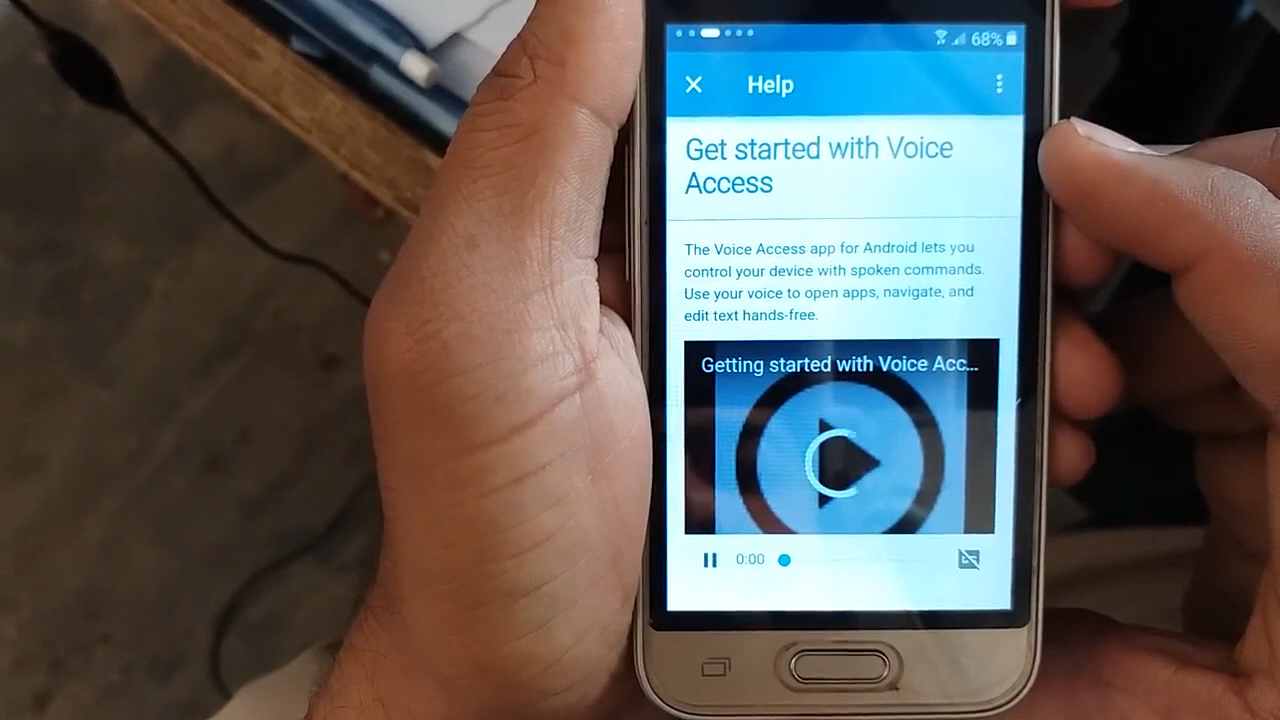 68%
Help
Get started with Voice
Access
The Voice Access app for Android lets you
control your device with spoken commands.
Use your voice to open apps, navigate, and
edit text hands-free.
Getting started with Voice Acc...
0:00